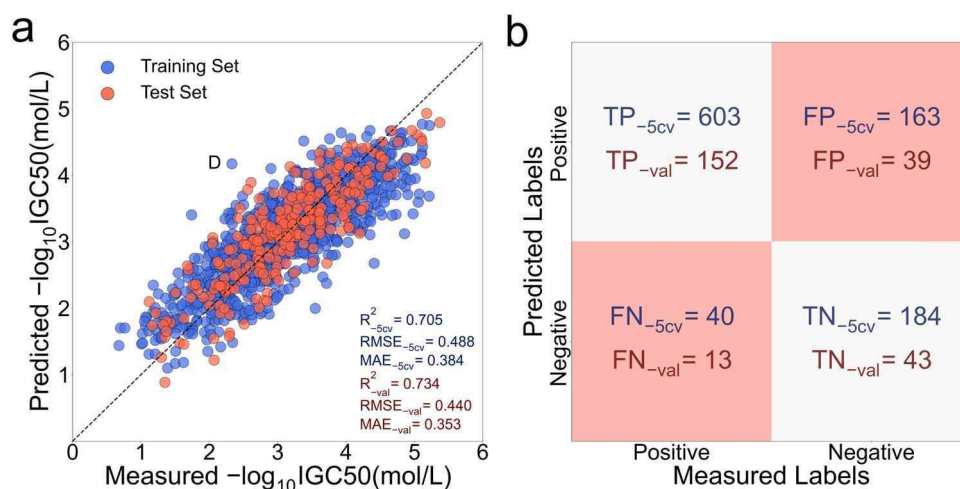 a
6
5
4
3
2
1
0
1
2
3
4
5
6
Predicted −log₁₀IGC50(mol/L)
Measured −log₁₀IGC50(mol/L)
Training Set
Test Set
D
R²₋5cv = 0.705
RMSE₋5cv = 0.488
MAE₋5cv = 0.384
R²₋val = 0.734
RMSE₋val = 0.440
MAE₋val = 0.353
b
Predicted Labels
Positive
Negative
TP₋5cv = 603
TP₋val = 152
FP₋5cv = 163
FP₋val = 39
FN₋5cv = 40
FN₋val = 13
TN₋5cv = 184
TN₋val = 43
Positive
Negative
Measured Labels